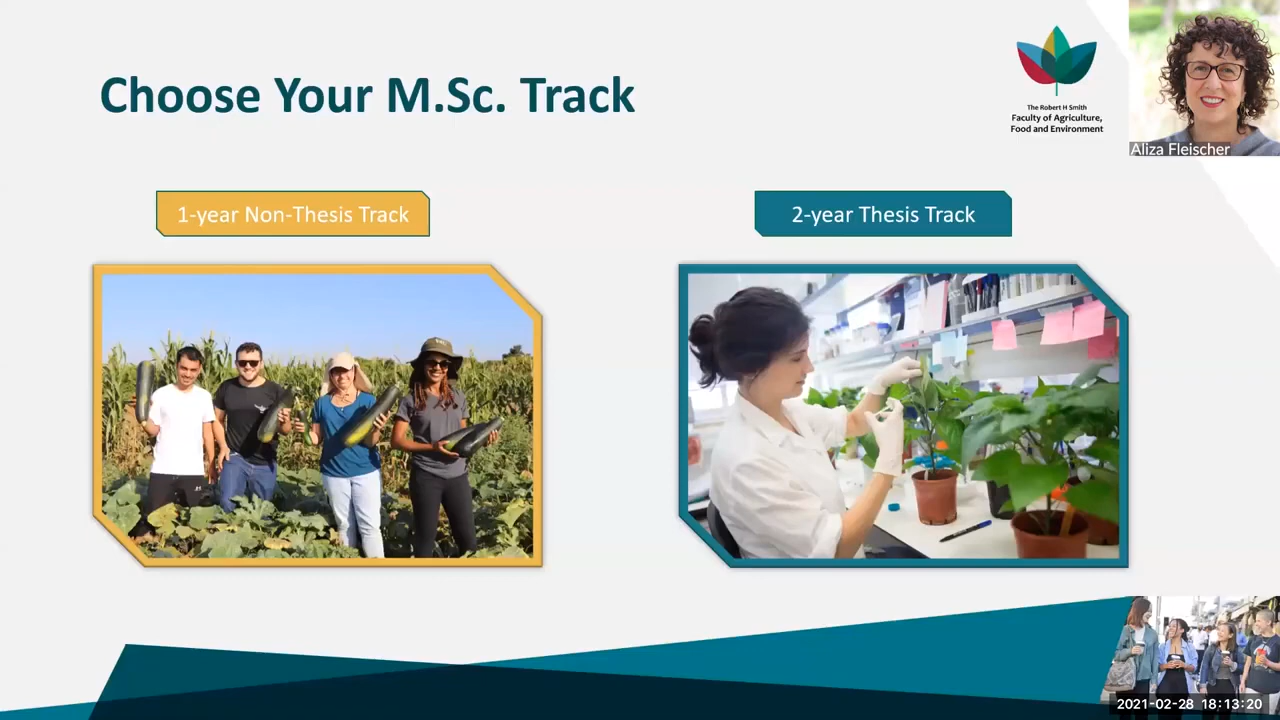 Choose Your M.Sc. Track
The Robert H Smith
Faculty of Agriculture,
Food and Environment
Aliza Fleischer
1-year Non-Thesis Track
2-year Thesis Track
2021-02-28 18:13:20